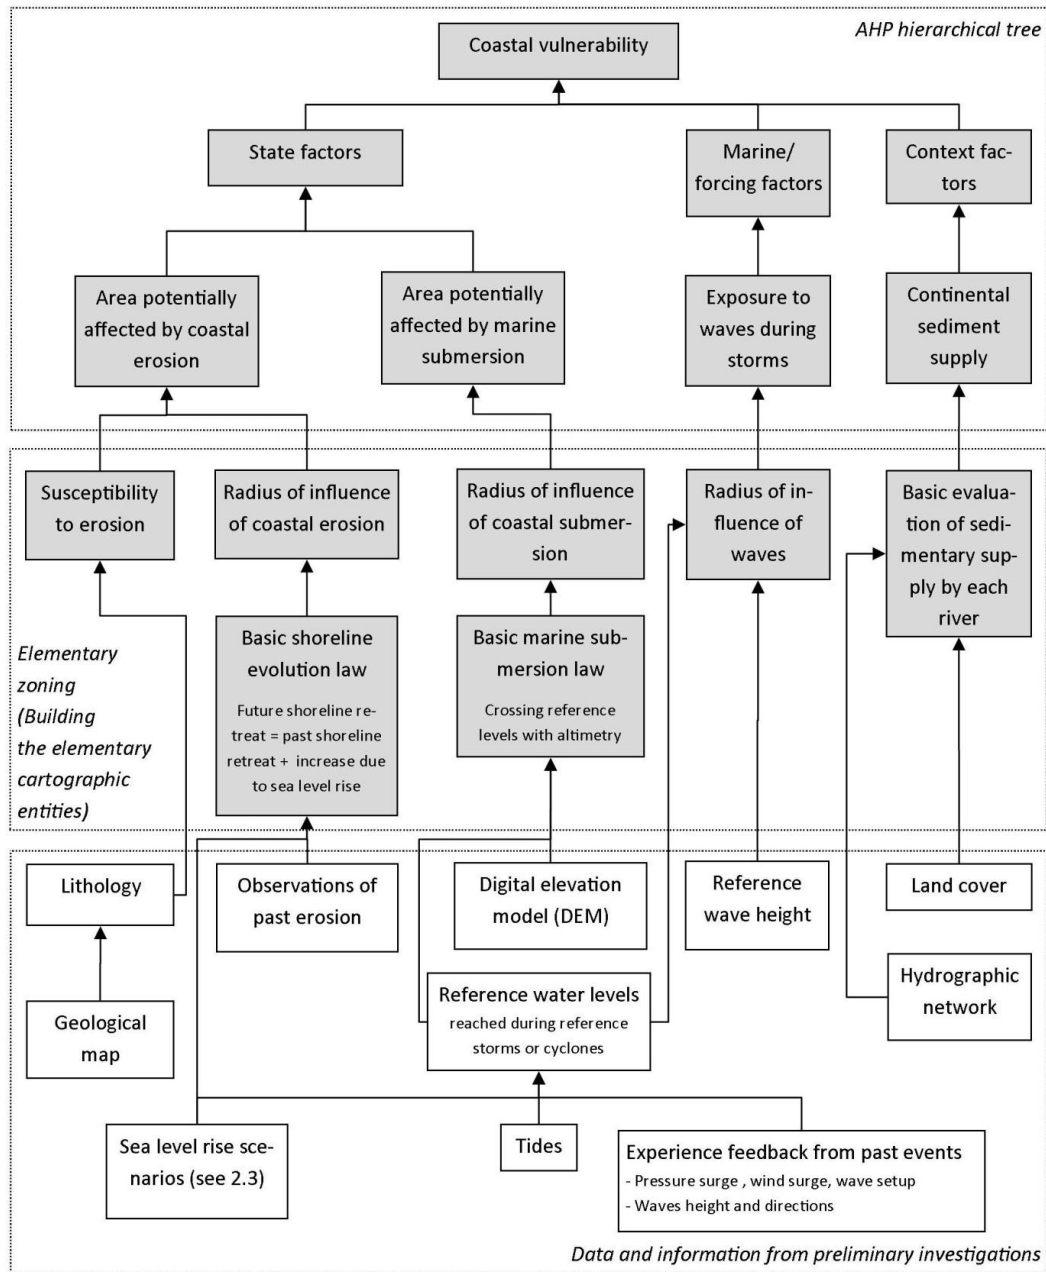 AHP hierarchical tree
Coastal vulnerability
State factors
Marine/
forcing factors
Context fac-
tors
Area potentially
affected by coastal
erosion
Area potentially
affected by marine
submersion
Exposure to
waves during
storms
Continental
sediment
supply
Susceptibility
to erosion
Radius of influence
of coastal erosion
Radius of influence
of coastal submer-
sion
Radius of in-
fluence of
waves
Basic evalua-
tion of sedi-
mentary sup-
ply by each
river
Elementary
zoning
(Building
the elementary
cartographic
entities)
Basic shoreline
evolution law
Future shoreline re-
treat = past shoreline
retreat + increase due
to sea level rise
Basic marine sub-
mersion law
Crossing reference
levels with altimetry
Lithology
Observations of
past erosion
Digital elevation
model (DEM)
Reference
wave height
Land cover
Geological
map
Reference water levels
reached during reference
storms or cyclones
Hydrographic
network
Sea level rise sce-
narios (see 2.3)
Tides
Experience feedback from past events
- Pressure surge , wind surge, wave setup
- Waves height and directions
Data and information from preliminary investigations